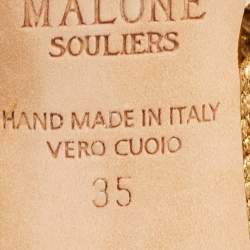 MALONE
SOULIERS
HAND MADE IN ITALY
VERO CUOIO
35